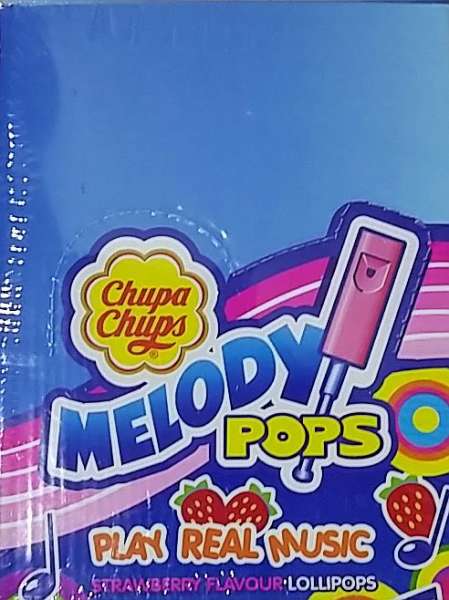 Chupa
Chups
®
MELODY
POPS
PLAY REAL MUSIC
STRAWBERRY FLAVOUR LOLLIPOPS